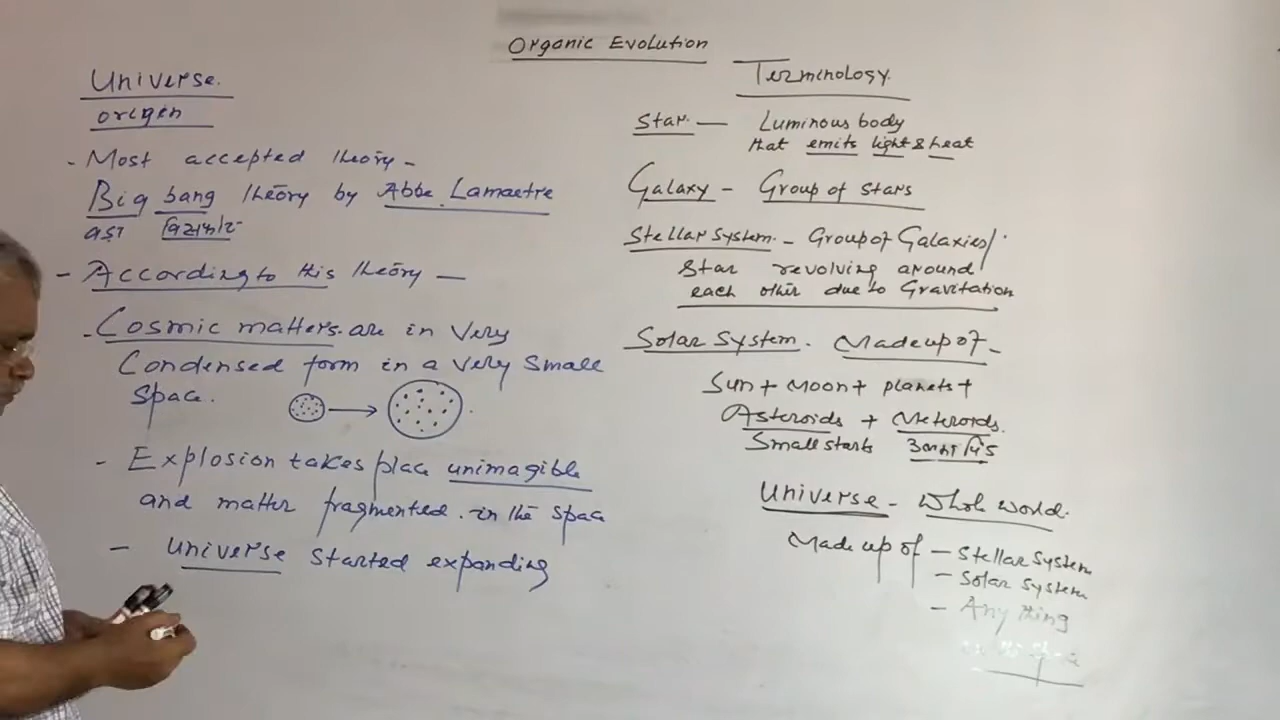 Organic Evolution
Universe.
origin
- Most accepted theory -
Big bang theory by Abbe Lamaetre
बड़ा विस्फोट
- According to this theory —
- Cosmic matters are in very
Condensed form in a very small
space.
- Explosion takes place unimagible
and matter fragmented in the space
- Universe started expanding
Terminology
Star — Luminous body
that emits light & heat
Galaxy - Group of stars
Stellar system - Group of Galaxies/
Star revolving around
each other due to Gravitation
Solar system. Madeup of -
Sun + Moon + planets +
Asteroids + Meteroids.
Small starts
Universe - Whole world.
Made up of - Stellar system
- Solar system
- Any thing